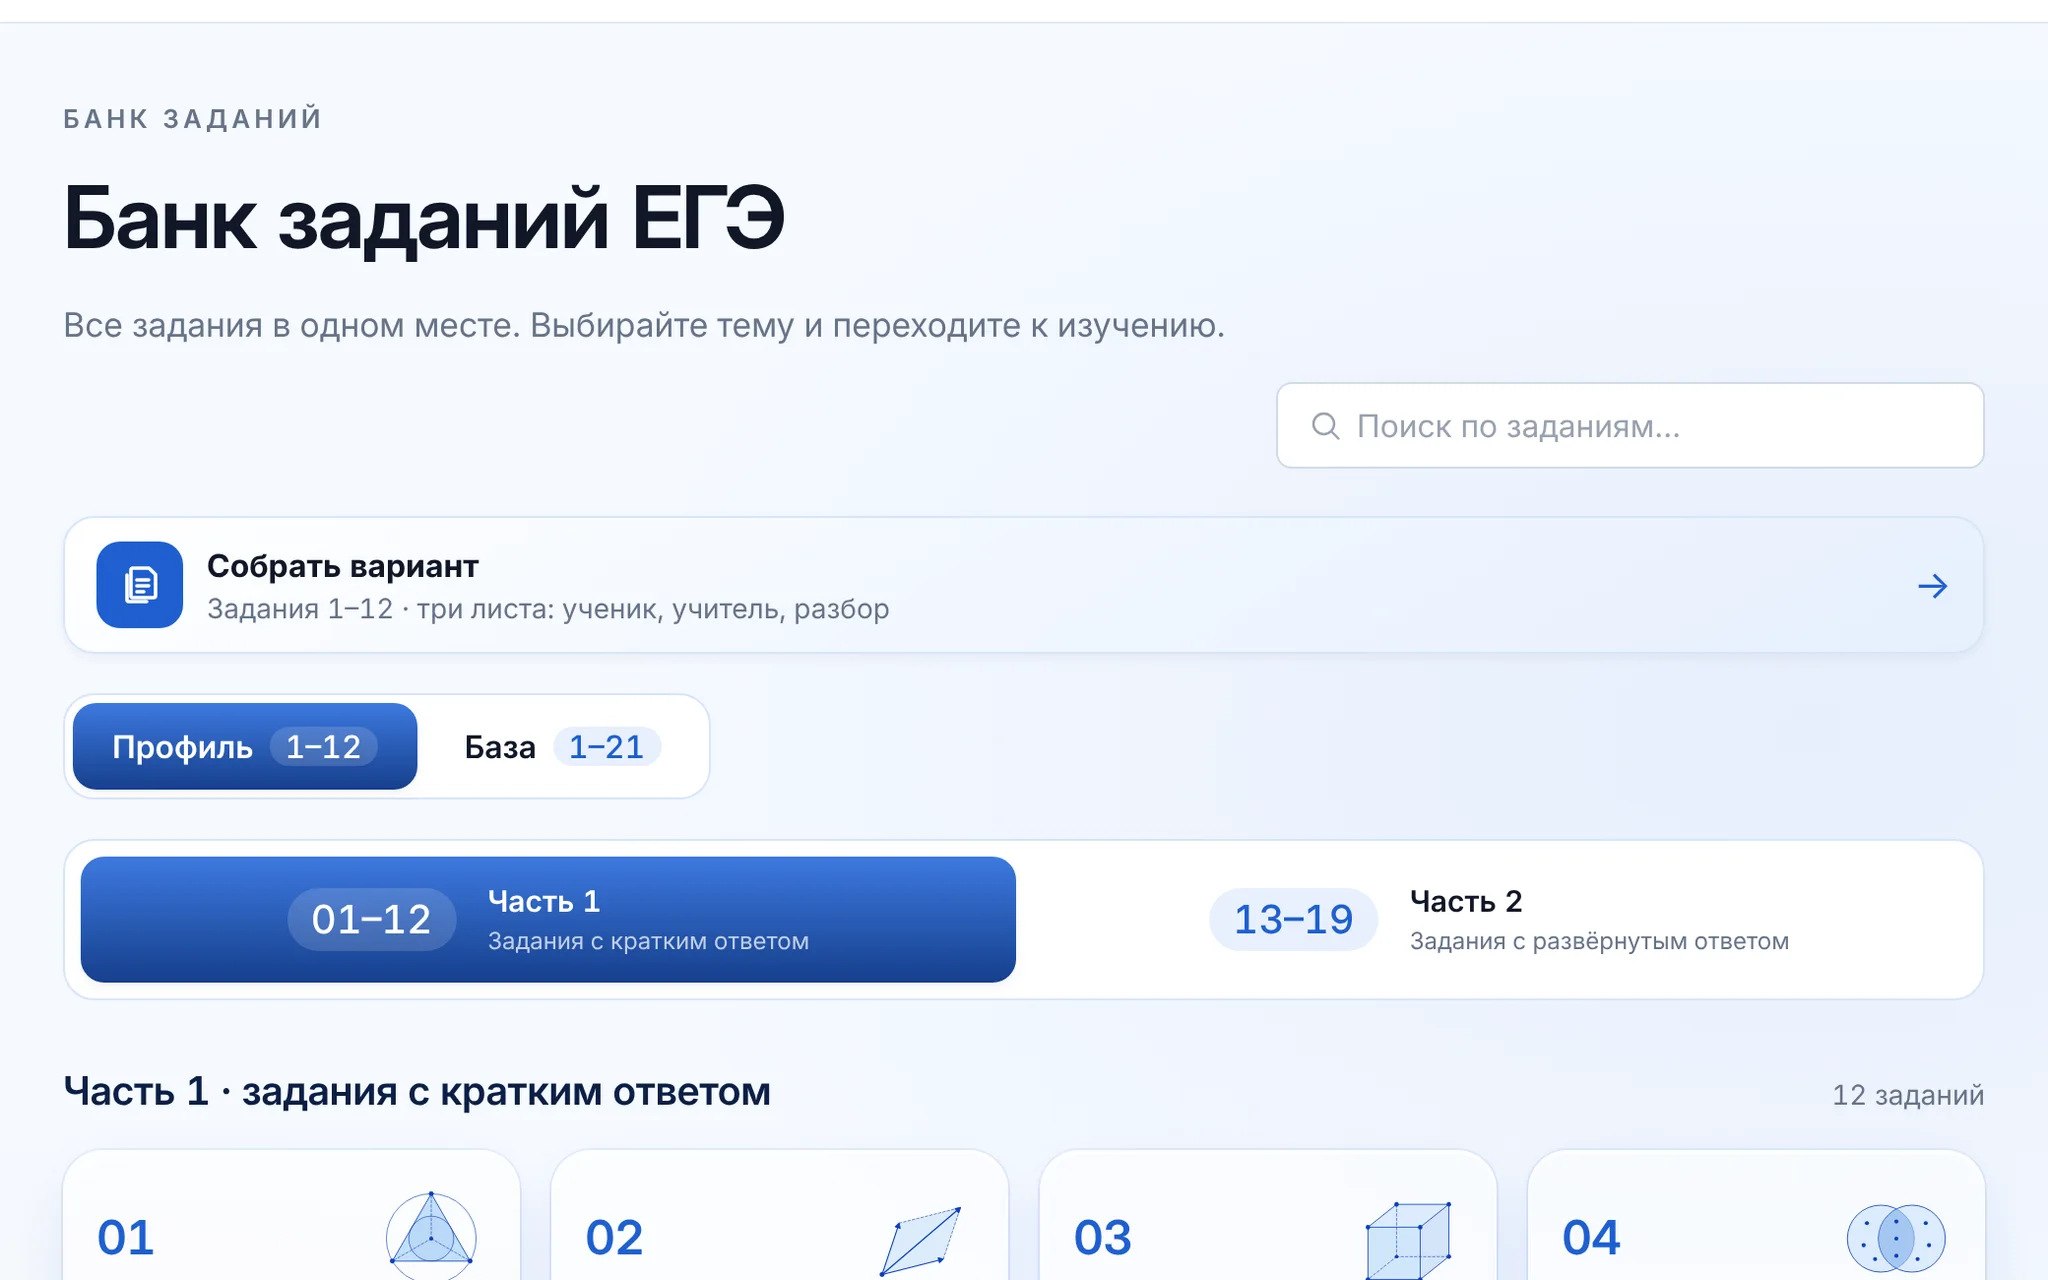 БАНК ЗАДАНИЙ
Банк заданий ЕГЭ
Все задания в одном месте. Выбирайте тему и переходите к изучению.
Поиск по заданиям...
Собрать вариант
Задания 1–12 · три листа: ученик, учитель, разбор
Профиль 1–12 База 1–21
01–12 Часть 1
Задания с кратким ответом
13–19 Часть 2
Задания с развёрнутым ответом
Часть 1 · задания с кратким ответом
12 заданий
01
02
03
04